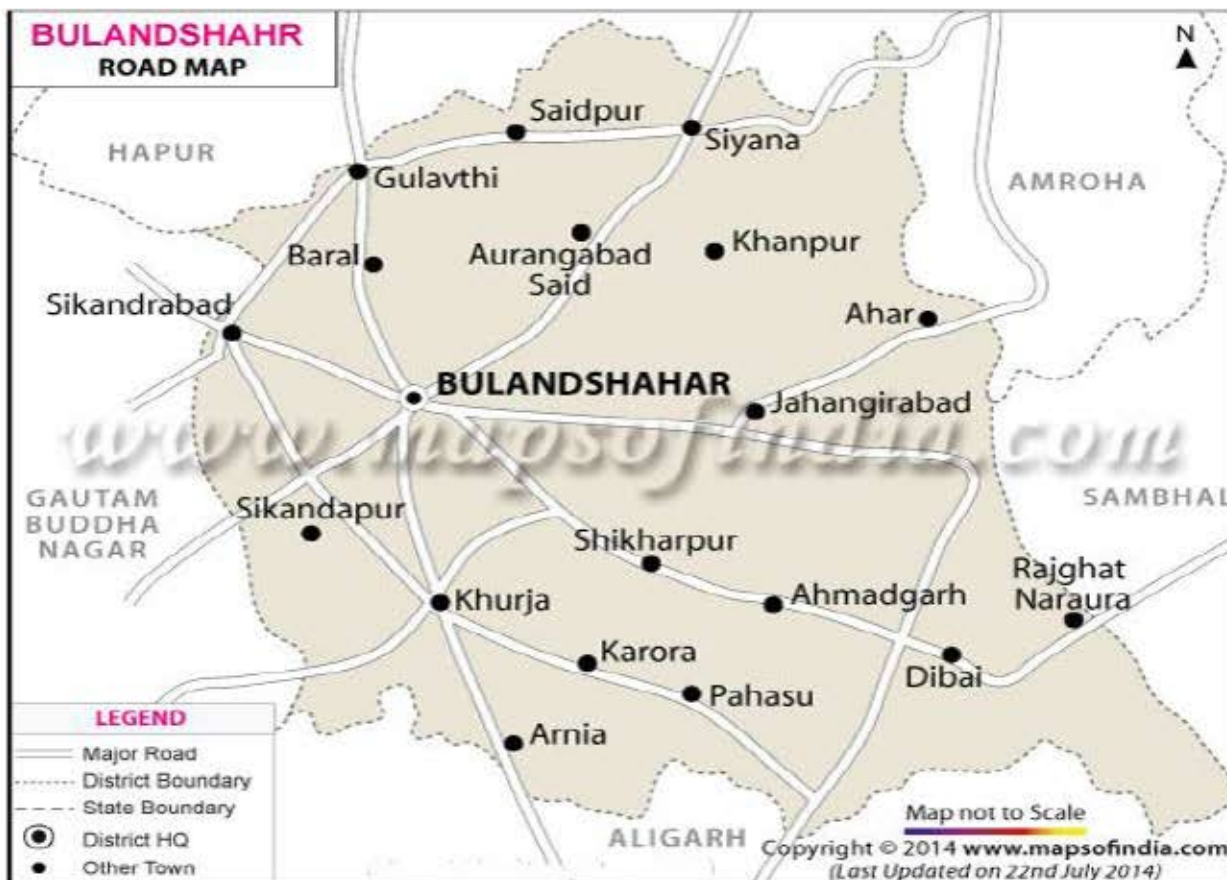 BULANDSHAHR
ROAD MAP
N
HAPUR
Saidpur
Siyana
Gulavthi
AMROHA
Baral
Aurangabad
Said
Khanpur
Sikandrabad
Ahar
BULANDSHAHAR
Jahangirabad
www.mapsofindia.com
GAUTAM
BUDDHA
NAGAR
Sikandapur
SAMBHAL
Shikharpur
Rajghat
Naraura
Khurja
Ahmadgarh
Karora
Dibai
Pahasu
Arnia
LEGEND
Major Road
District Boundary
State Boundary
District HQ
Other Town
ALIGARH
Map not to Scale
Copyright © 2014 www.mapsofindia.com
(Last Updated on 22nd July 2014)